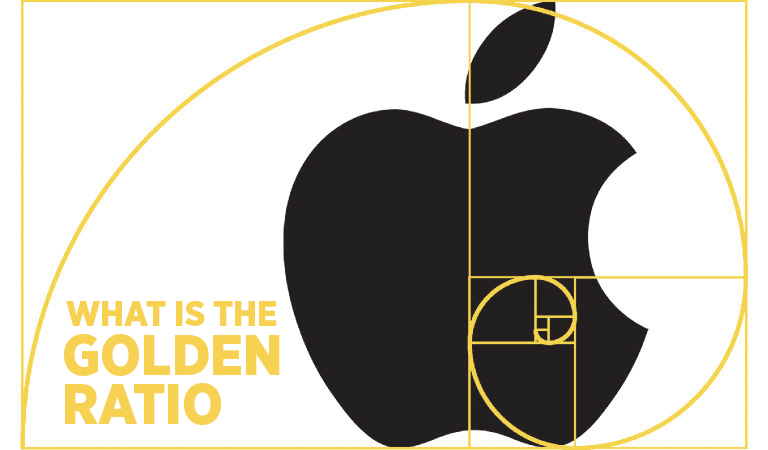 WHAT IS THE
GOLDEN
RATIO